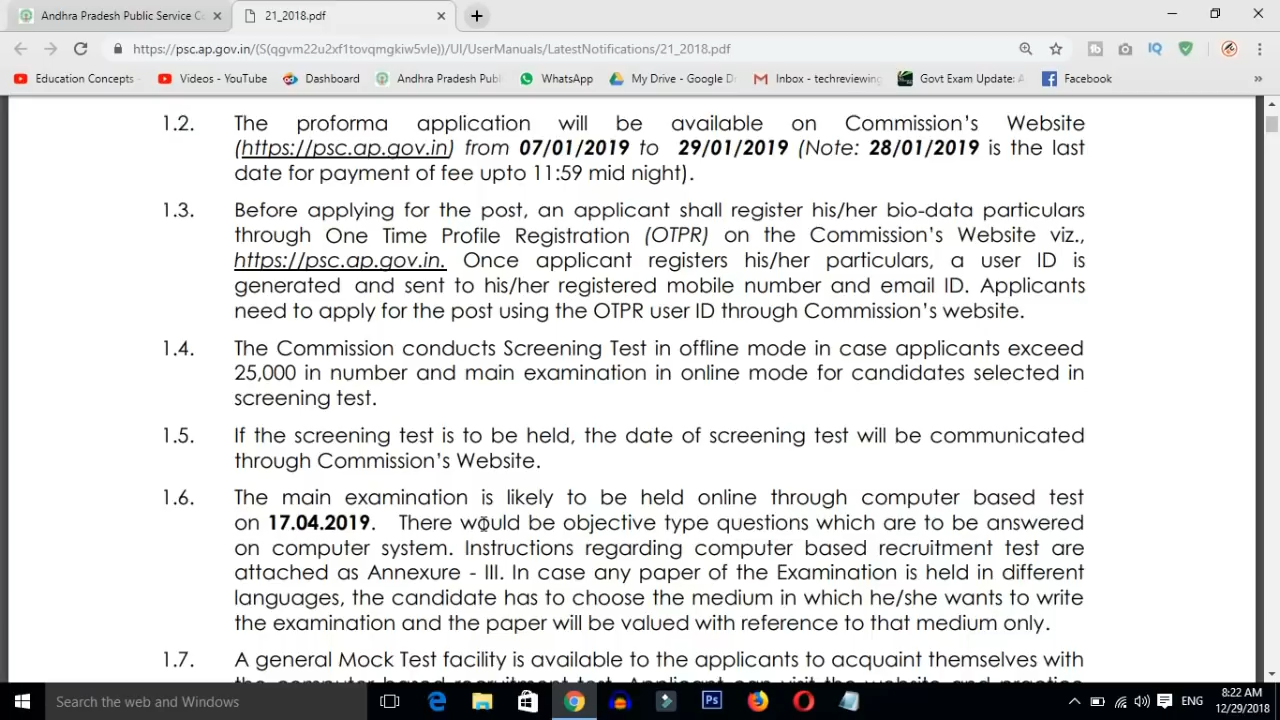 Andhra Pradesh Public Service Co
21_2018.pdf
https://psc.ap.gov.in/(S(qgvm22u2xf1tovqmgkiw5vle))/UI/UserManuals/LatestNotifications/21_2018.pdf
Education Concepts Videos - YouTube Dashboard Andhra Pradesh Publ WhatsApp My Drive - Google D Inbox - techreviewing Govt Exam Update: A Facebook »
1.2. The proforma application will be available on Commission's Website
(https://psc.ap.gov.in) from 07/01/2019 to 29/01/2019 (Note: 28/01/2019 is the last
date for payment of fee upto 11:59 mid night).
1.3. Before applying for the post, an applicant shall register his/her bio-data particulars
through One Time Profile Registration (OTPR) on the Commission's Website viz.,
https://psc.ap.gov.in. Once applicant registers his/her particulars, a user ID is
generated and sent to his/her registered mobile number and email ID. Applicants
need to apply for the post using the OTPR user ID through Commission's website.
1.4. The Commission conducts Screening Test in offline mode in case applicants exceed
25,000 in number and main examination in online mode for candidates selected in
screening test.
1.5. If the screening test is to be held, the date of screening test will be communicated
through Commission's Website.
1.6. The main examination is likely to be held online through computer based test
on 17.04.2019. There would be objective type questions which are to be answered
on computer system. Instructions regarding computer based recruitment test are
attached as Annexure - III. In case any paper of the Examination is held in different
languages, the candidate has to choose the medium in which he/she wants to write
the examination and the paper will be valued with reference to that medium only.
1.7. A general Mock Test facility is available to the applicants to acquaint themselves with
Search the web and Windows
ENG
8:22 AM
12/29/2018